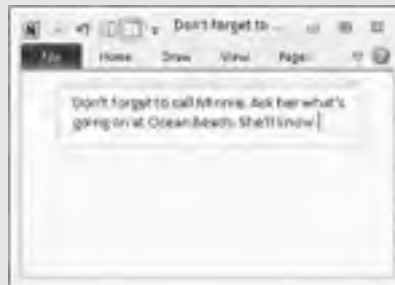 Don't forget to ...
File Home Draw View Page
Don't forget to call Minnie. Ask her what's
going on at Ocean Beach. She'll know.